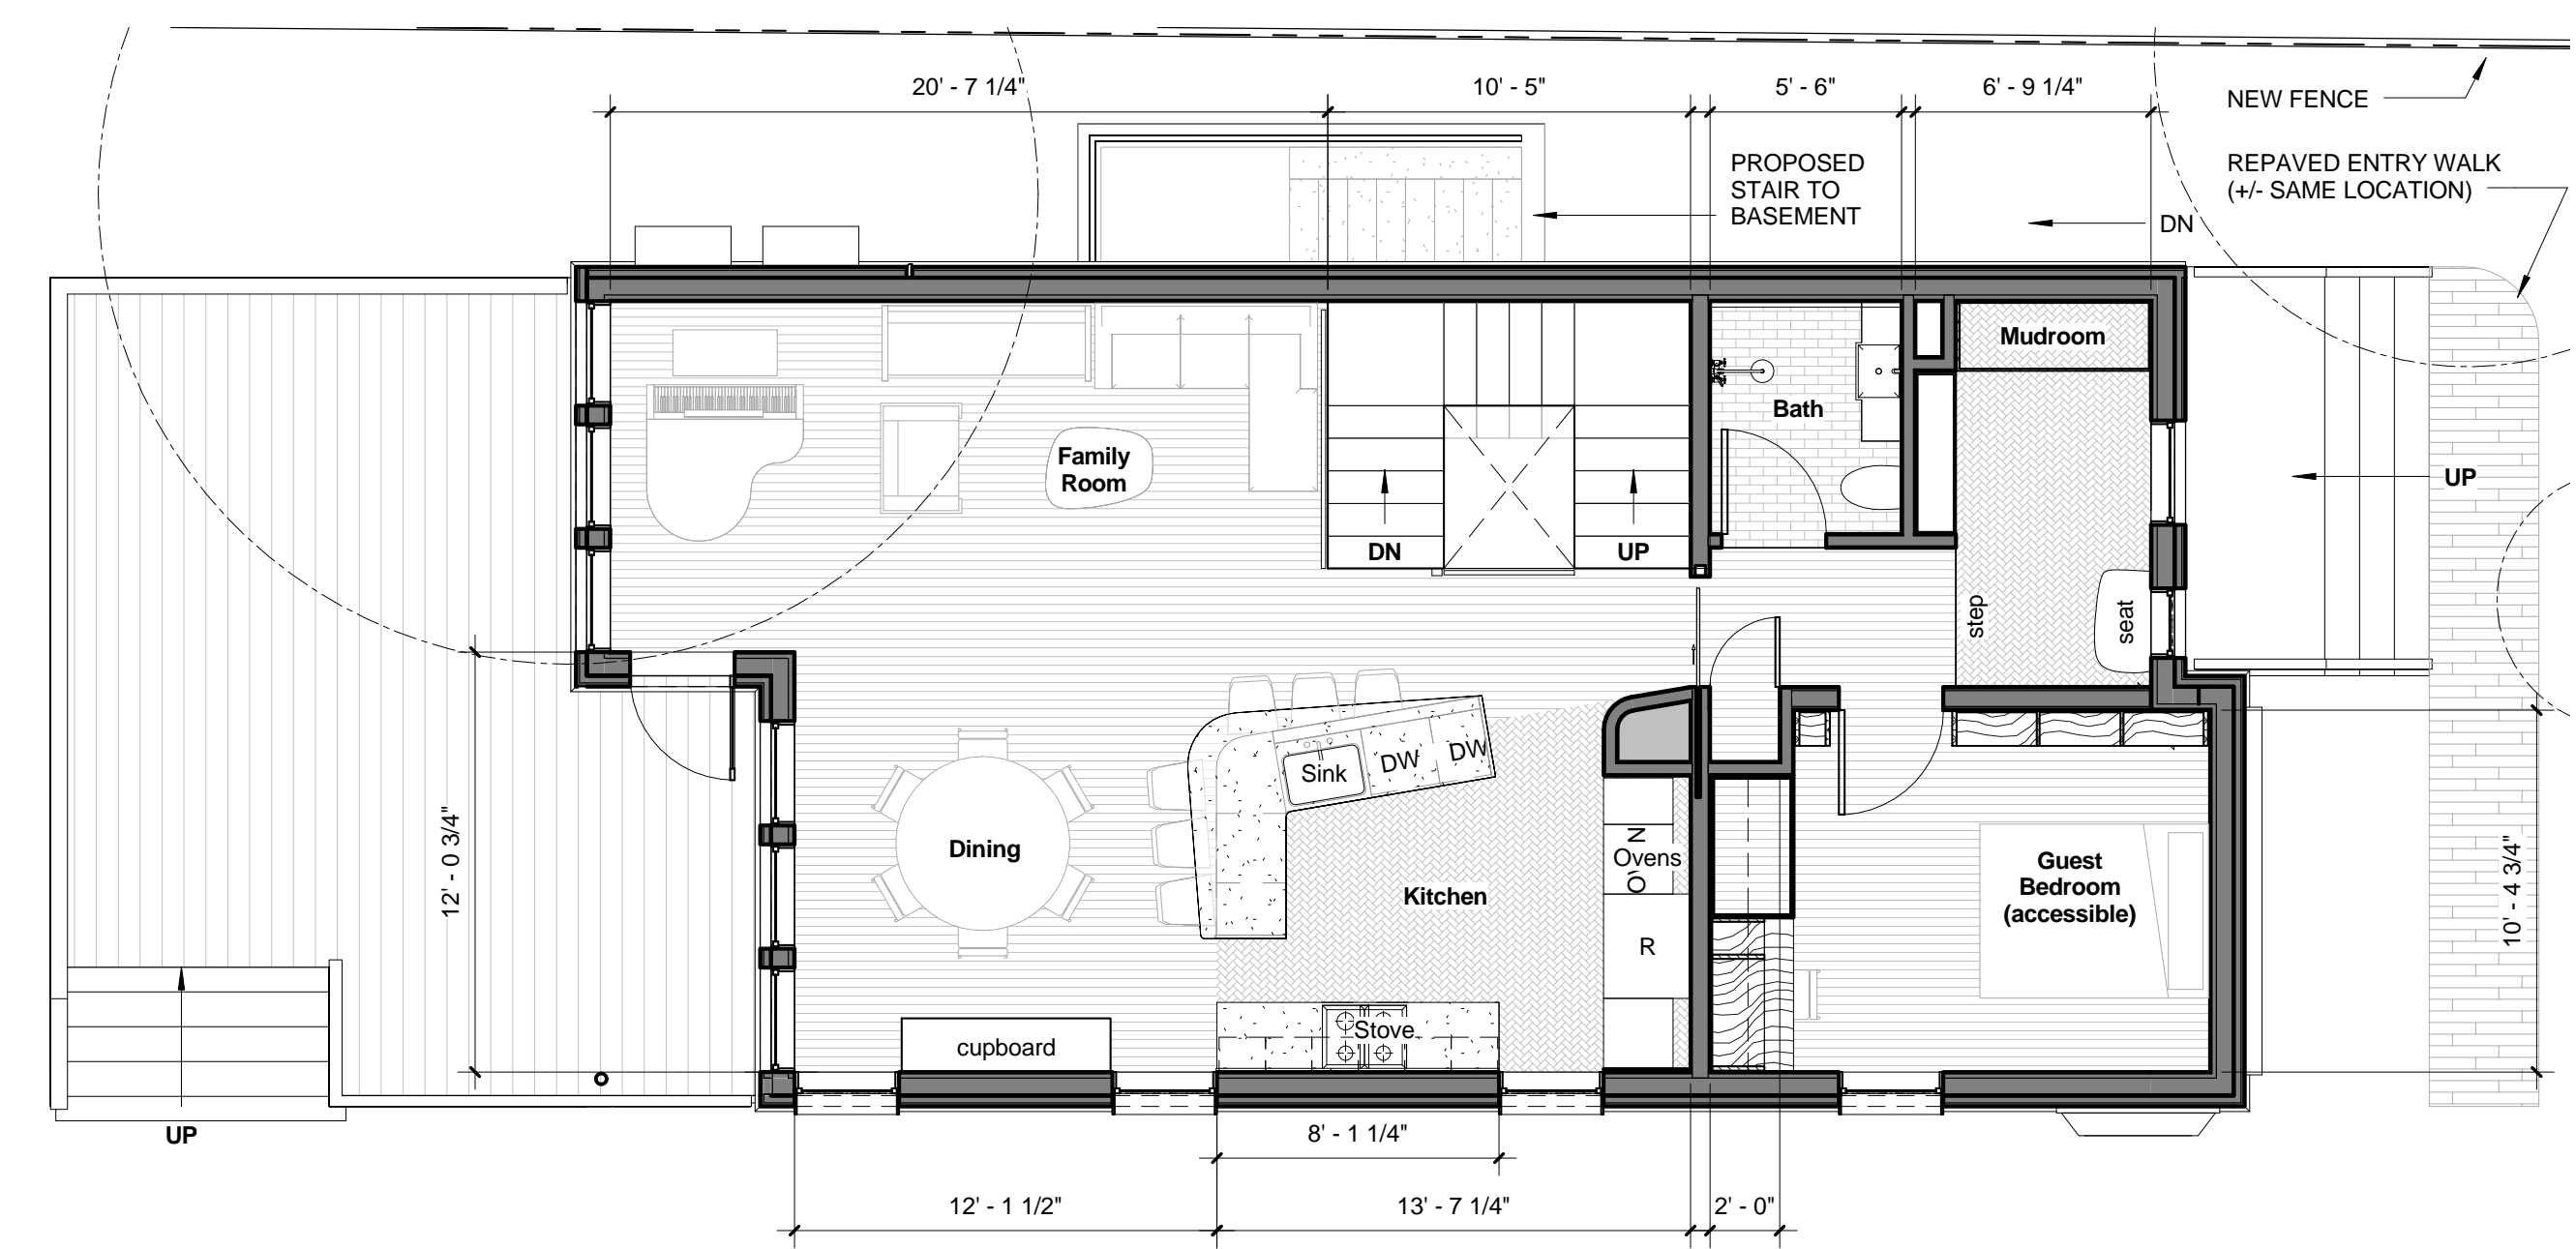 20' - 7 1/4"
10' - 5"
5' - 6"
6' - 9 1/4"
NEW FENCE
PROPOSED
STAIR TO
BASEMENT
REPAVED ENTRY WALK
(+/- SAME LOCATION)
DN
Mudroom
Bath
Family
Room
UP
DN
UP
step
seat
Sink
DW
DW
12' - 0 3/4"
Dining
Ovens
Kitchen
R
Guest
Bedroom
(accessible)
10' - 4 3/4"
Stove
cupboard
UP
8' - 1 1/4"
12' - 1 1/2"
13' - 7 1/4"
2' - 0"